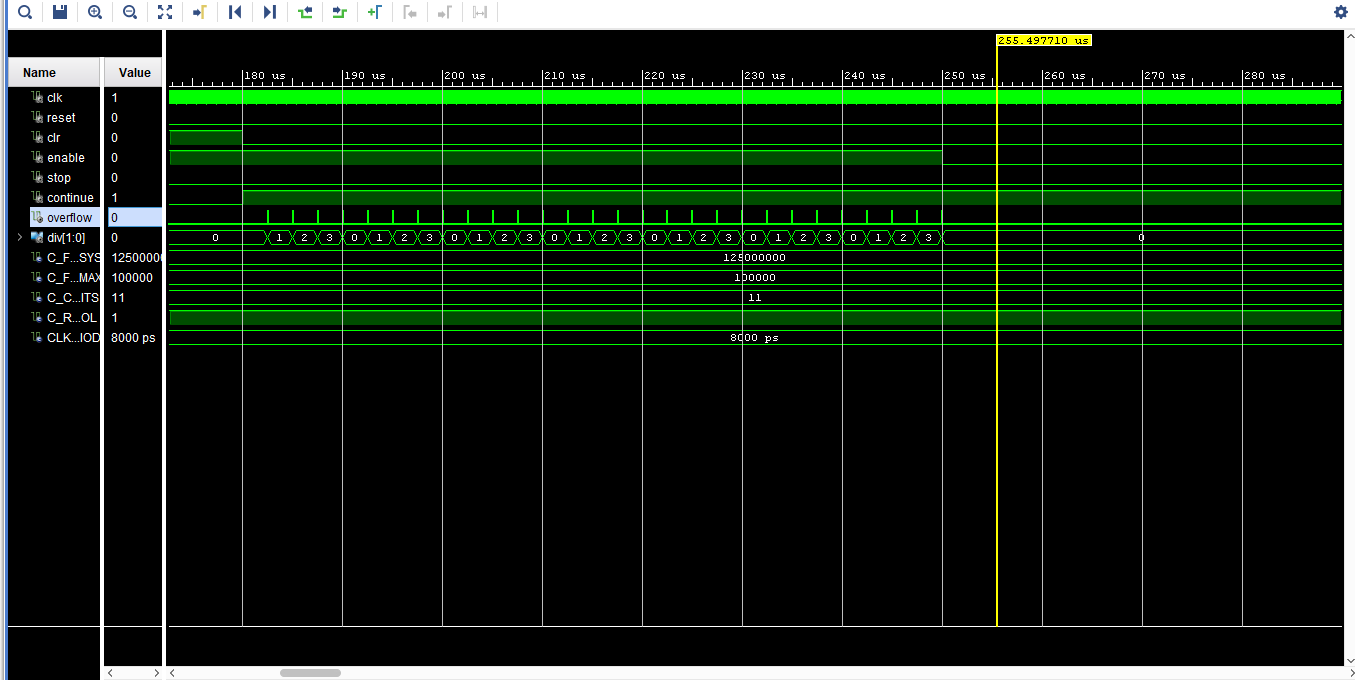 255.497710 us
Name Value
180 us 190 us 200 us 210 us 220 us 230 us 240 us 250 us 260 us 270 us 280 us
clk 1
reset 0
clr 0
enable 0
stop 0
continue 1
overflow 0
div[1:0] 0 0 1 2 3 0 1 2 3 0 1 2 3 0 1 2 3 0 1 2 3 0 1 2 3 0 1 2 3 0
C_F...SYS 12500000 125000000
C_F...MAX 100000 100000
C_C...ITS 11 11
C_R...OL 1
CLK...IOD 8000 ps 8000 ps